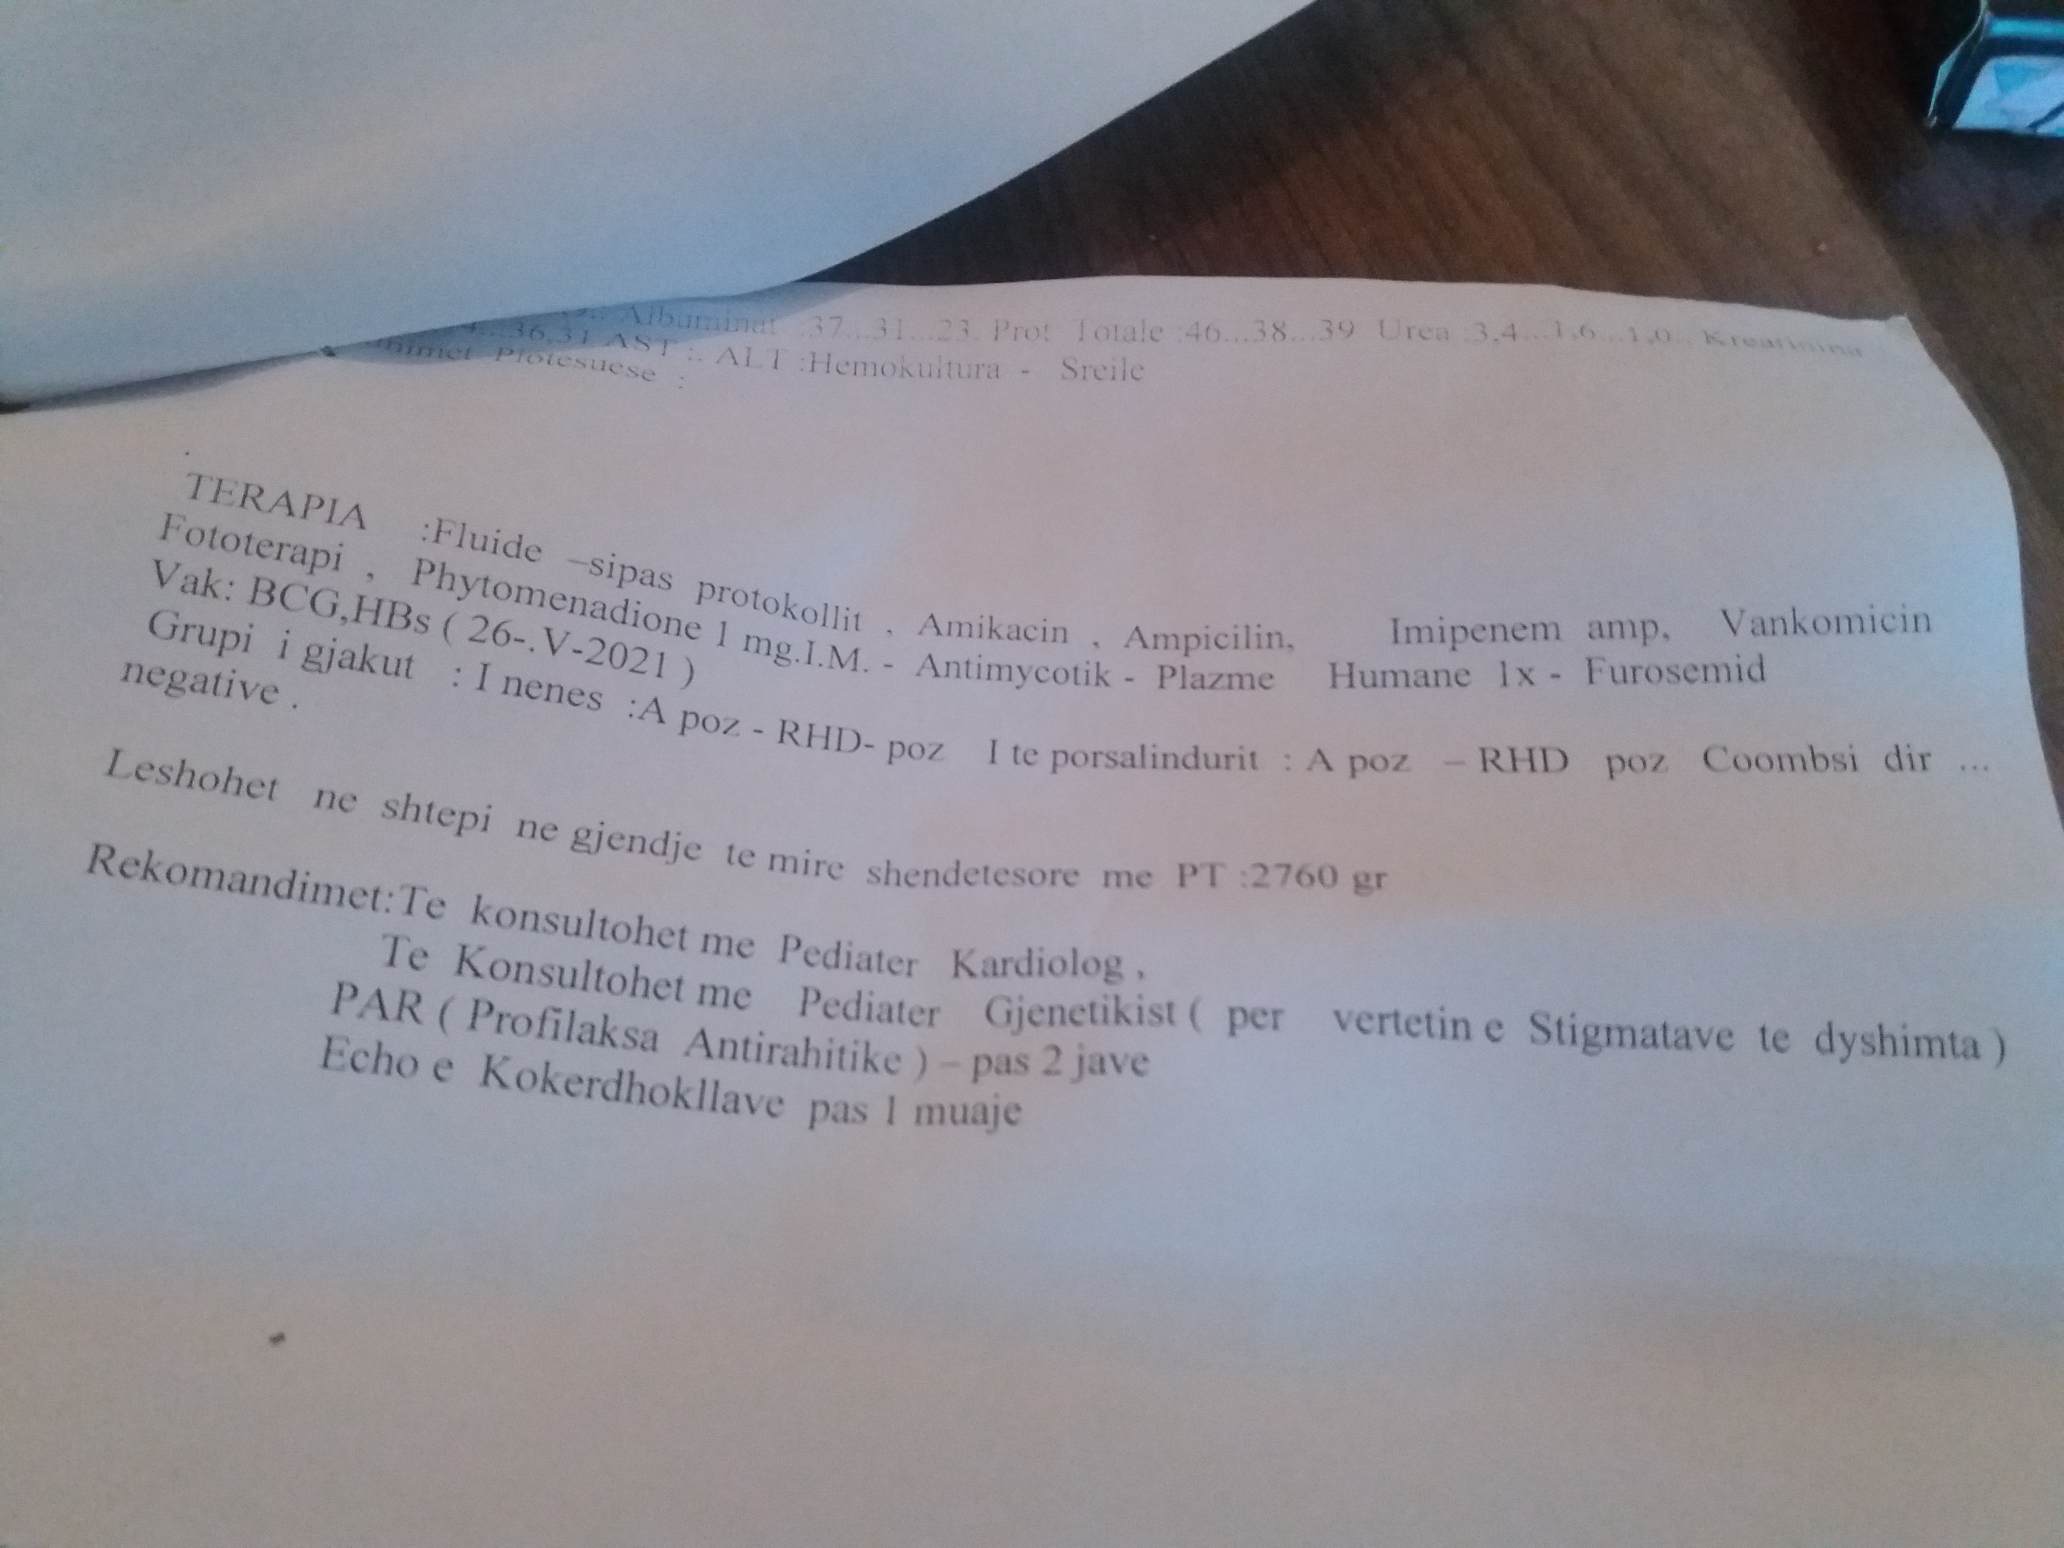 Albuminat :37...31...23. Prot Totale :46...38...39 Urea :3,4...1,6...1,0.. Kreatinina
...36,31 AST :. ALT :Hemokultura - Sreile
Protesuese :
TERAPIA :Fluide –sipas protokollit , Amikacin , Ampicilin, Imipenem amp, Vankomicin
Fototerapi , Phytomenadione 1 mg.I.M. - Antimycotik - Plazme Humane 1x - Furosemid
Vak: BCG,HBs ( 26-.V-2021 )
Grupi i gjakut : I nenes :A poz - RHD- poz I te porsalindurit : A poz – RHD poz Coombsi dir ...
negative .
Leshohet ne shtepi ne gjendje te mire shendetesore me PT :2760 gr
Rekomandimet:Te konsultohet me Pediater Kardiolog ,
Te Konsultohet me Pediater Gjenetikist ( per vertetin e Stigmatave te dyshimta )
PAR ( Profilaksa Antirahitike ) – pas 2 jave
Echo e Kokerdhokllave pas 1 muaje